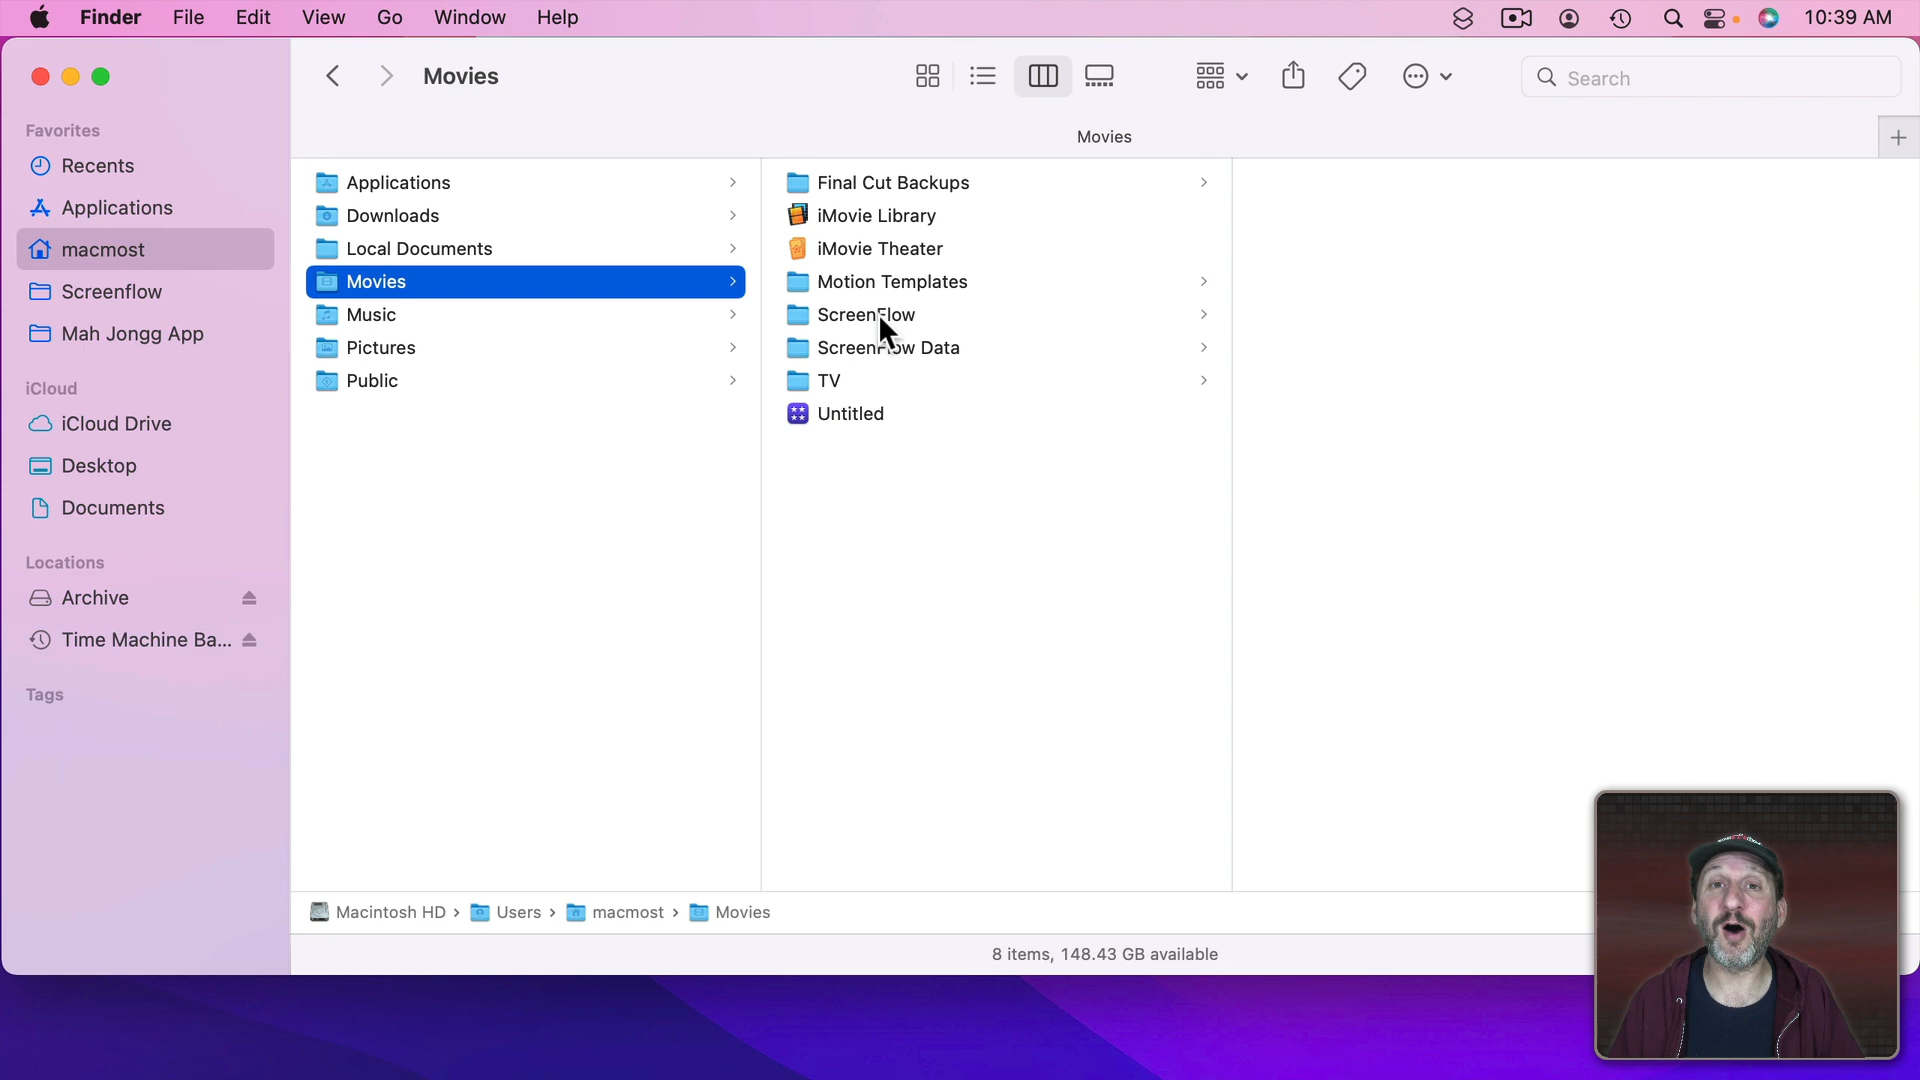 Finder File Edit View Go Window Help 10:39 AM
Movies
Search
Movies
Favorites
Recents
Applications
macmost
Screenflow
Mah Jongg App
iCloud
iCloud Drive
Desktop
Documents
Locations
Archive
Time Machine Ba...
Tags
Applications
Downloads
Local Documents
Movies
Music
Pictures
Public
Final Cut Backups
iMovie Library
iMovie Theater
Motion Templates
ScreenFlow
ScreenFlow Data
TV
Untitled
Macintosh HD › Users › macmost › Movies
8 items, 148.43 GB available